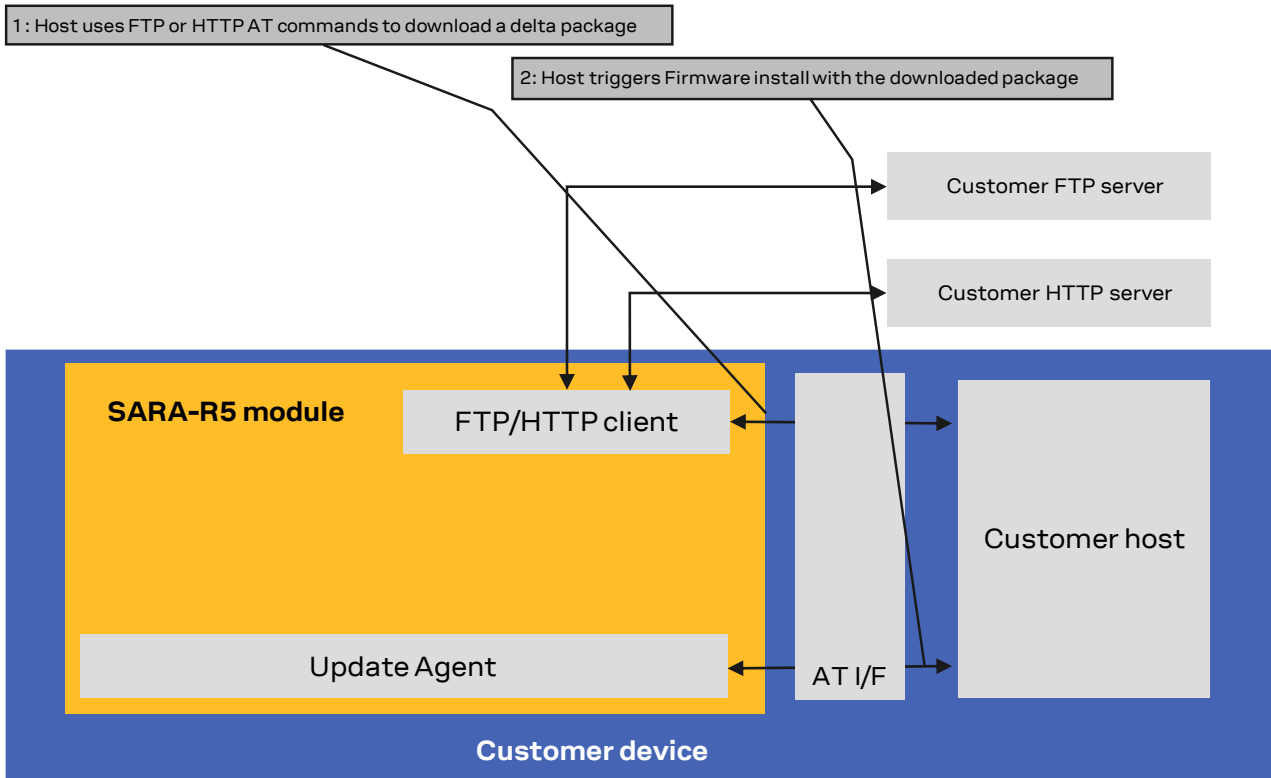 1: Host uses FTP or HTTP AT commands to download a delta package
2: Host triggers Firmware install with the downloaded package
Customer FTP server
Customer HTTP server
SARA-R5 module
FTP/HTTP client
Customer host
Update Agent
AT I/F
Customer device